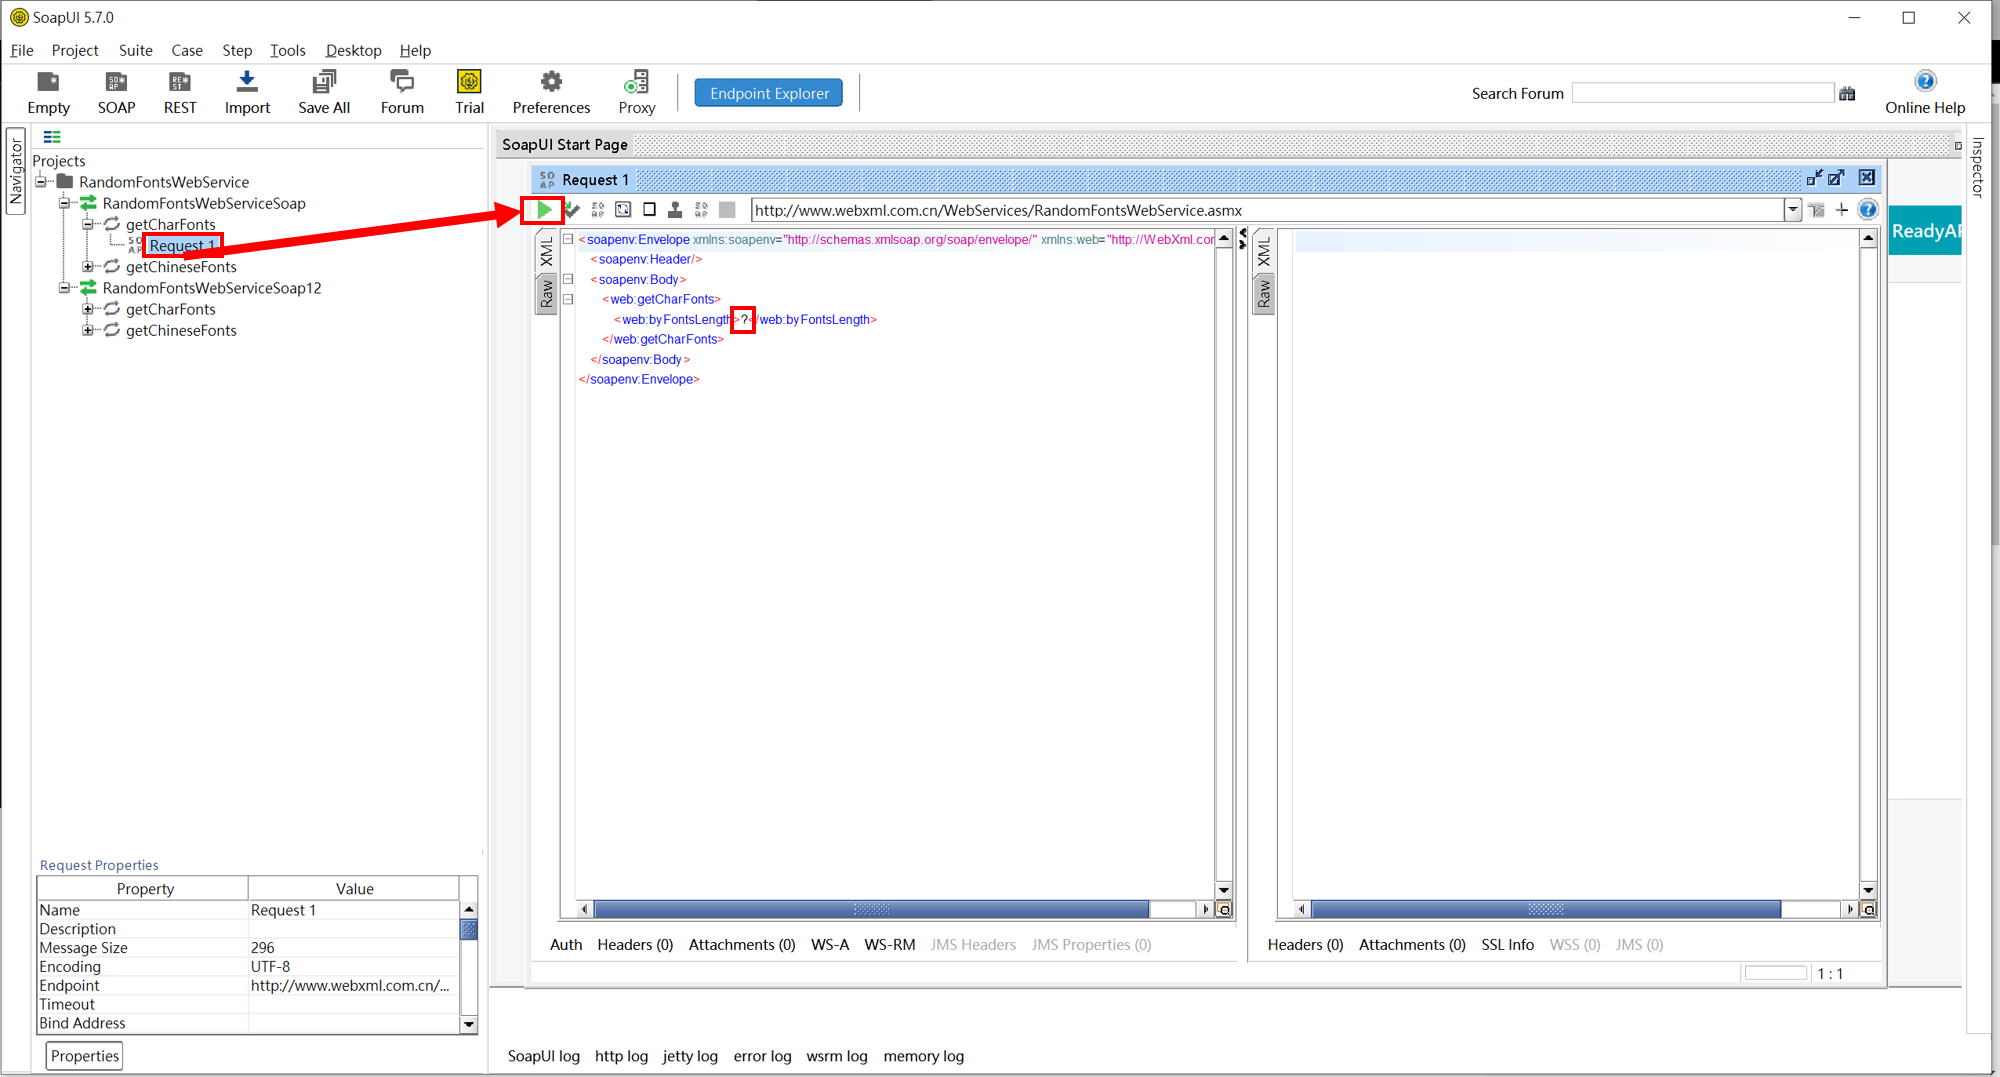 SoapUI 5.7.0
File Project Suite Case Step Tools Desktop Help
Empty SOAP REST Import Save All Forum Trial Preferences Proxy Endpoint Explorer Search Forum Online Help
Navigator
Projects
RandomFontsWebService
RandomFontsWebServiceSoap
getCharFonts
Request 1
getChineseFonts
RandomFontsWebServiceSoap12
getCharFonts
getChineseFonts
SoapUI Start Page
Request 1
http://www.webxml.com.cn/WebServices/RandomFontsWebService.asmx
XML
Raw
<soapenv:Envelope xmlns:soapenv="http://schemas.xmlsoap.org/soap/envelope/" xmlns:web="http://WebXml.cor
<soapenv:Header/>
<soapenv:Body>
<web:getCharFonts>
<web:byFontsLength>?</web:byFontsLength>
</web:getCharFonts>
</soapenv:Body>
</soapenv:Envelope>
XML
Raw
Inspector
ReadyAP
Auth Headers (0) Attachments (0) WS-A WS-RM JMS Headers JMS Properties (0)
Headers (0) Attachments (0) SSL Info WSS (0) JMS (0)
1 : 1
Request Properties
Property Value
Name Request 1
Description
Message Size 296
Encoding UTF-8
Endpoint http://www.webxml.com.cn/...
Timeout
Bind Address
Properties
SoapUI log http log jetty log error log wsrm log memory log